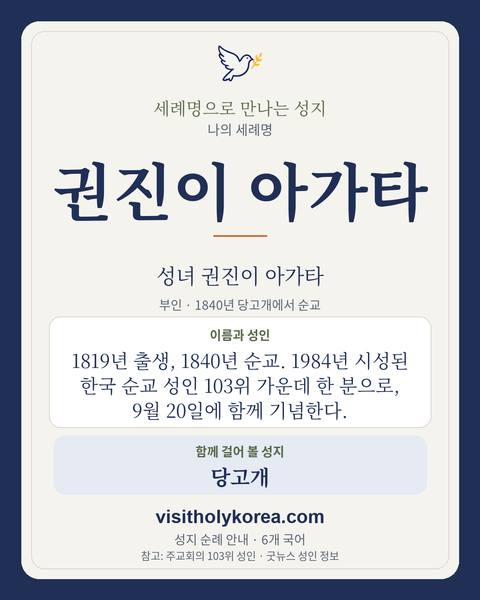 세례명으로 만나는 성지
나의 세례명
권진이 아가타
성녀 권진이 아가타
부인 · 1840년 당고개에서 순교
이름과 성인
1819년 출생, 1840년 순교. 1984년 시성된
한국 순교 성인 103위 가운데 한 분으로,
9월 20일에 함께 기념한다.
함께 걸어 볼 성지
당고개
visitholykorea.com
성지 순례 안내 · 6개 국어
참고: 주교회의 103위 성인 · 굿뉴스 성인 정보